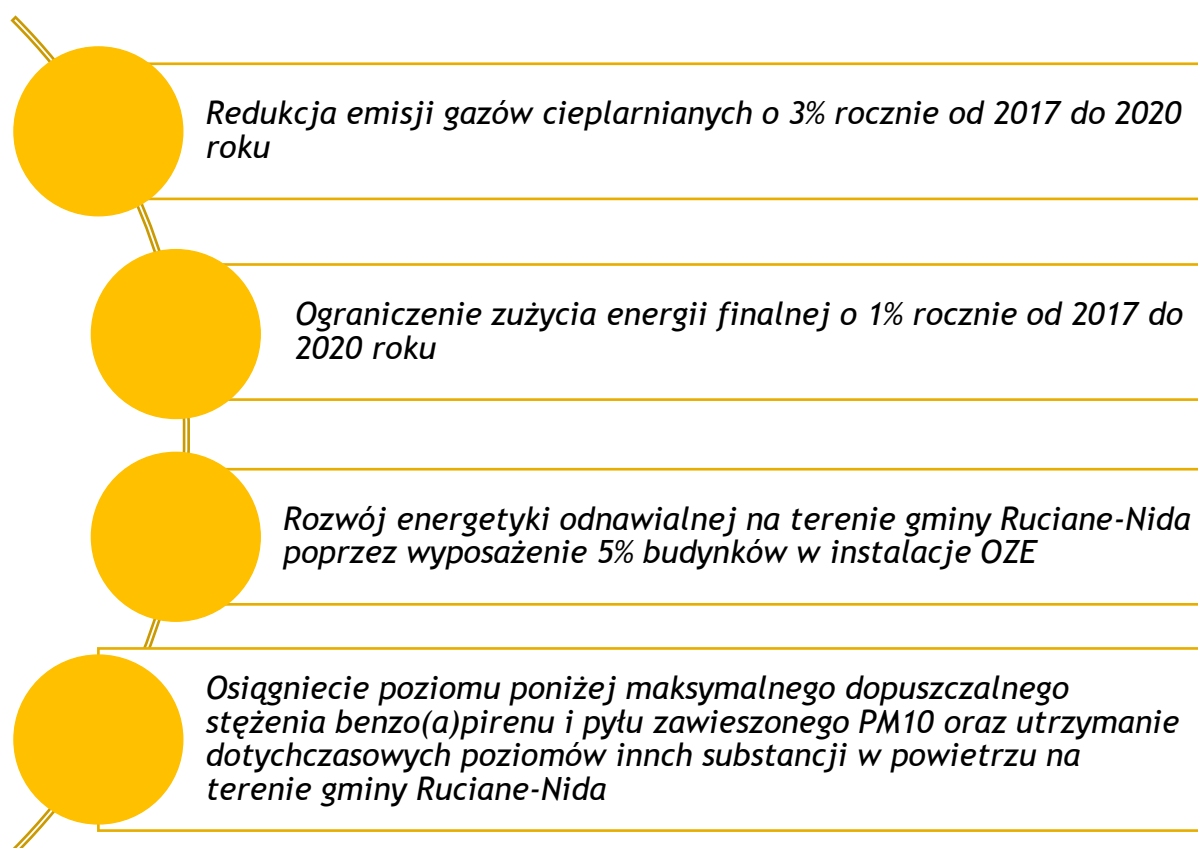 Redukcja emisji gazów cieplarnianych o 3% rocznie od 2017 do 2020
roku
Ograniczenie zużycia energii finalnej o 1% rocznie od 2017 do
2020 roku
Rozwój energetyki odnawialnej na terenie gminy Ruciane-Nida
poprzez wyposażenie 5% budynków w instalacje OZE
Osiągniecie poziomu poniżej maksymalnego dopuszczalnego
stężenia benzo(a)pirenu i pyłu zawieszonego PM10 oraz utrzymanie
dotychczasowych poziomów innch substancji w powietrzu na
terenie gminy Ruciane-Nida